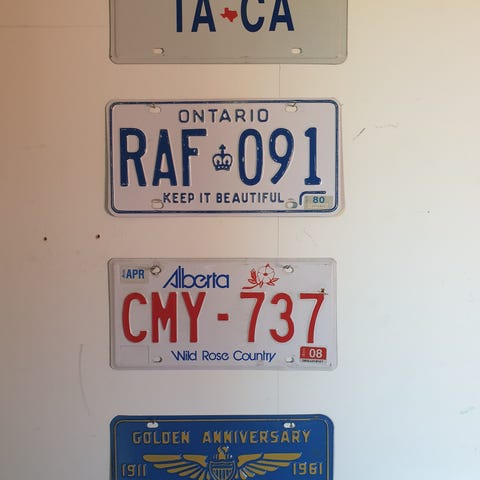 TA CA
ONTARIO
RAF 091
KEEP IT BEAUTIFUL 80
APR Alberta
CMY - 737
Wild Rose Country 08
GOLDEN ANNIVERSARY
1911 1961